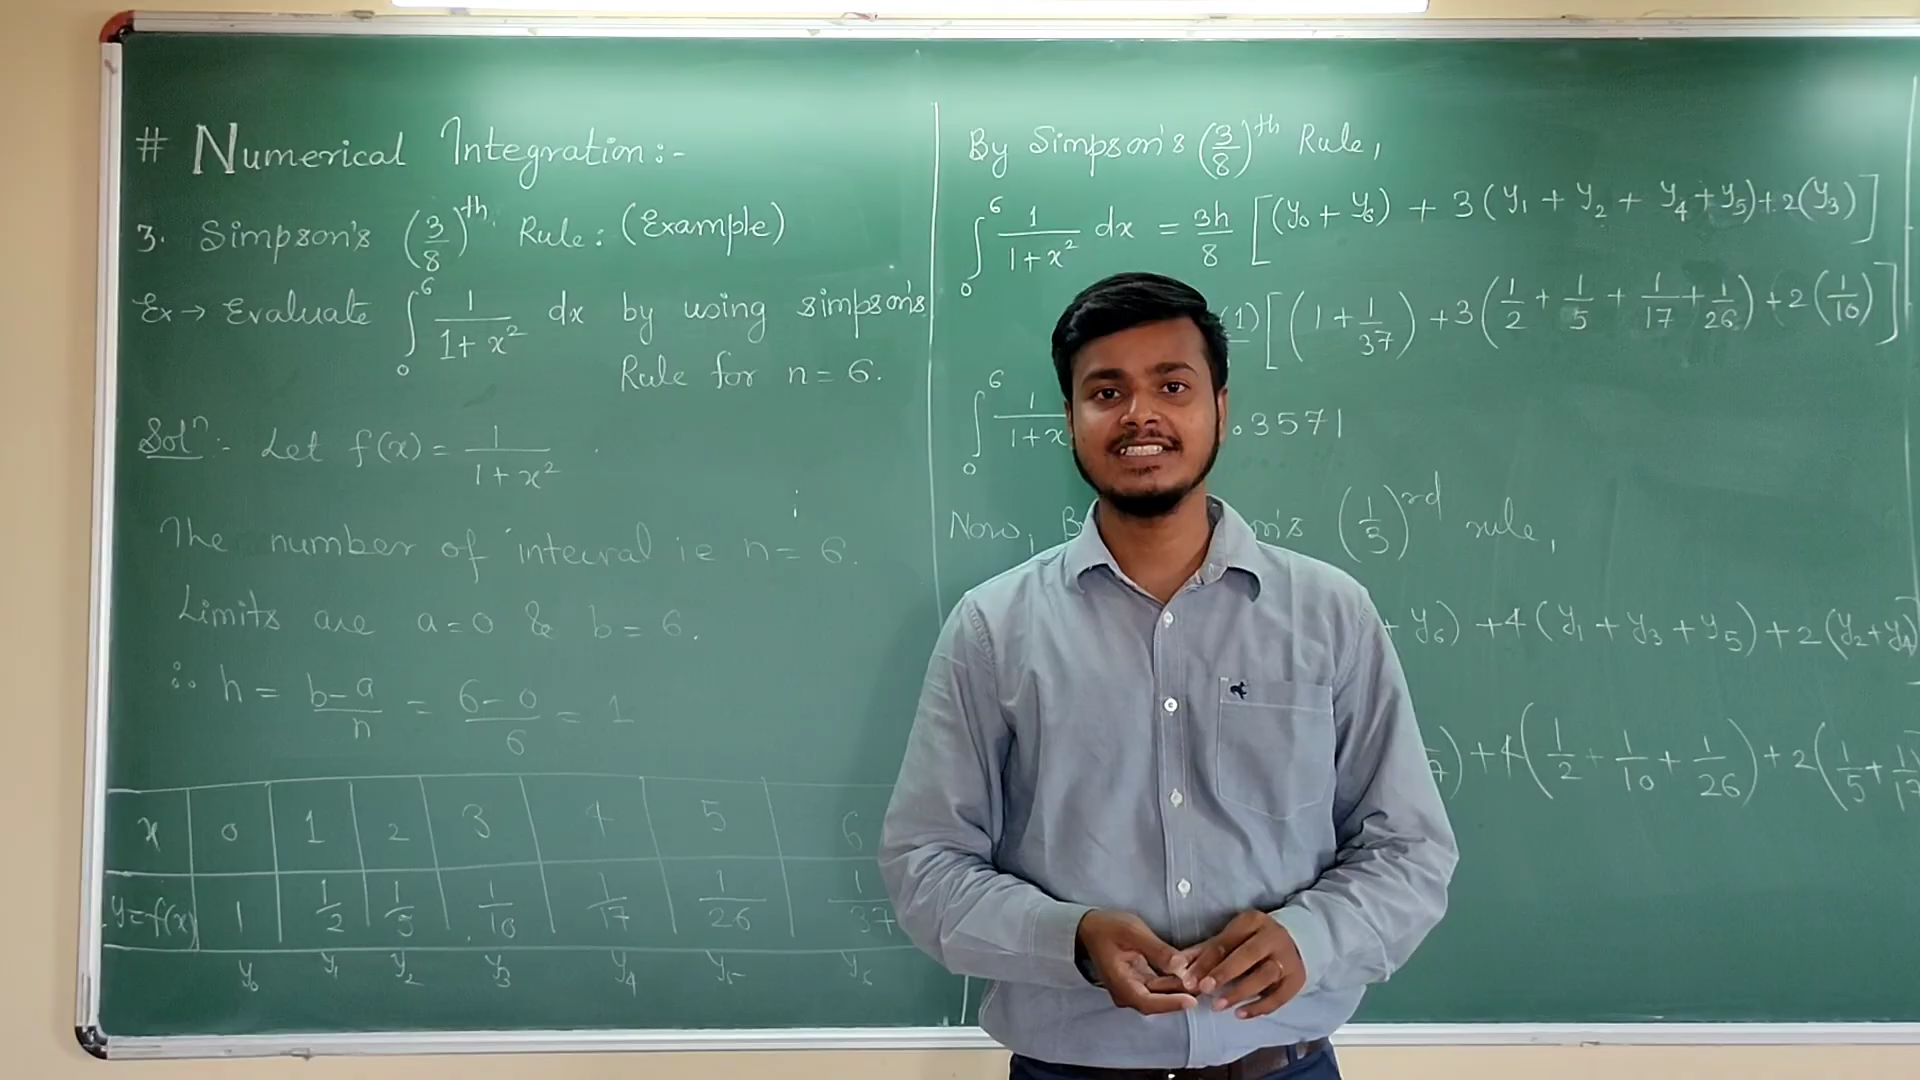 # Numerical Integration:-
3. Simpson's (3/8)th Rule: (Example)
Ex → Evaluate ∫₀⁶ 1/(1+x²) dx by using simpson's
Rule for n = 6.
Solⁿ:- Let f(x) = 1/(1+x²)
The number of interval ie n = 6.
Limits are a=0 & b=6.
∴ h = (b-a)/n = (6-0)/6 = 1
x 0 1 2 3 4 5 6
y=f(x) 1 1/2 1/5 1/10 1/17 1/26 1/37
y₀ y₁ y₂ y₃ y₄ y₅ y₆
By Simpson's (3/8)th Rule,
∫₀⁶ 1/(1+x²) dx = 3h/8 [(y₀ + y₆) + 3(y₁ + y₂ + y₄ + y₅) + 2(y₃)]
(1)[(1 + 1/37) + 3(1/2 + 1/5 + 1/17 + 1/26) + 2(1/10)]
∫₀⁶ 1/(1+x .3571
Now, (1/3)rd rule,
+ y₆) + 4(y₁ + y₃ + y₅) + 2(y₂+y₄)
) + 4(1/2 + 1/10 + 1/26) + 2(1/5 + 1/17